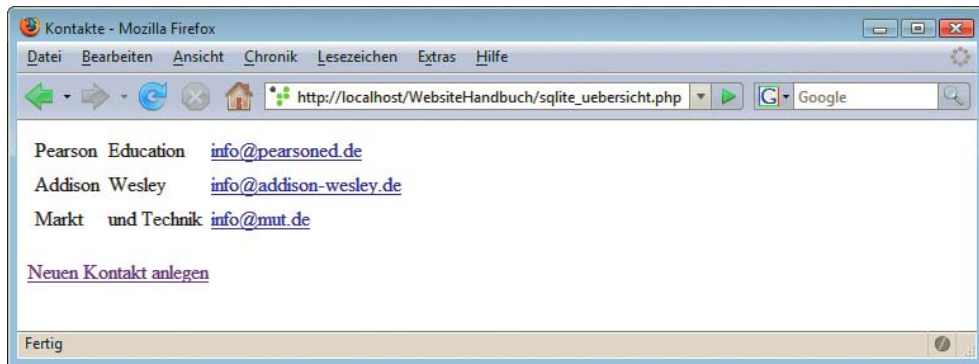 Kontakte - Mozilla Firefox
Datei Bearbeiten Ansicht Chronik Lesezeichen Extras Hilfe
http://localhost/WebsiteHandbuch/sqlite_uebersicht.php G Google
Pearson Education info@pearsoned.de
Addison Wesley info@addison-wesley.de
Markt und Technik info@mut.de
Neuen Kontakt anlegen
Fertig